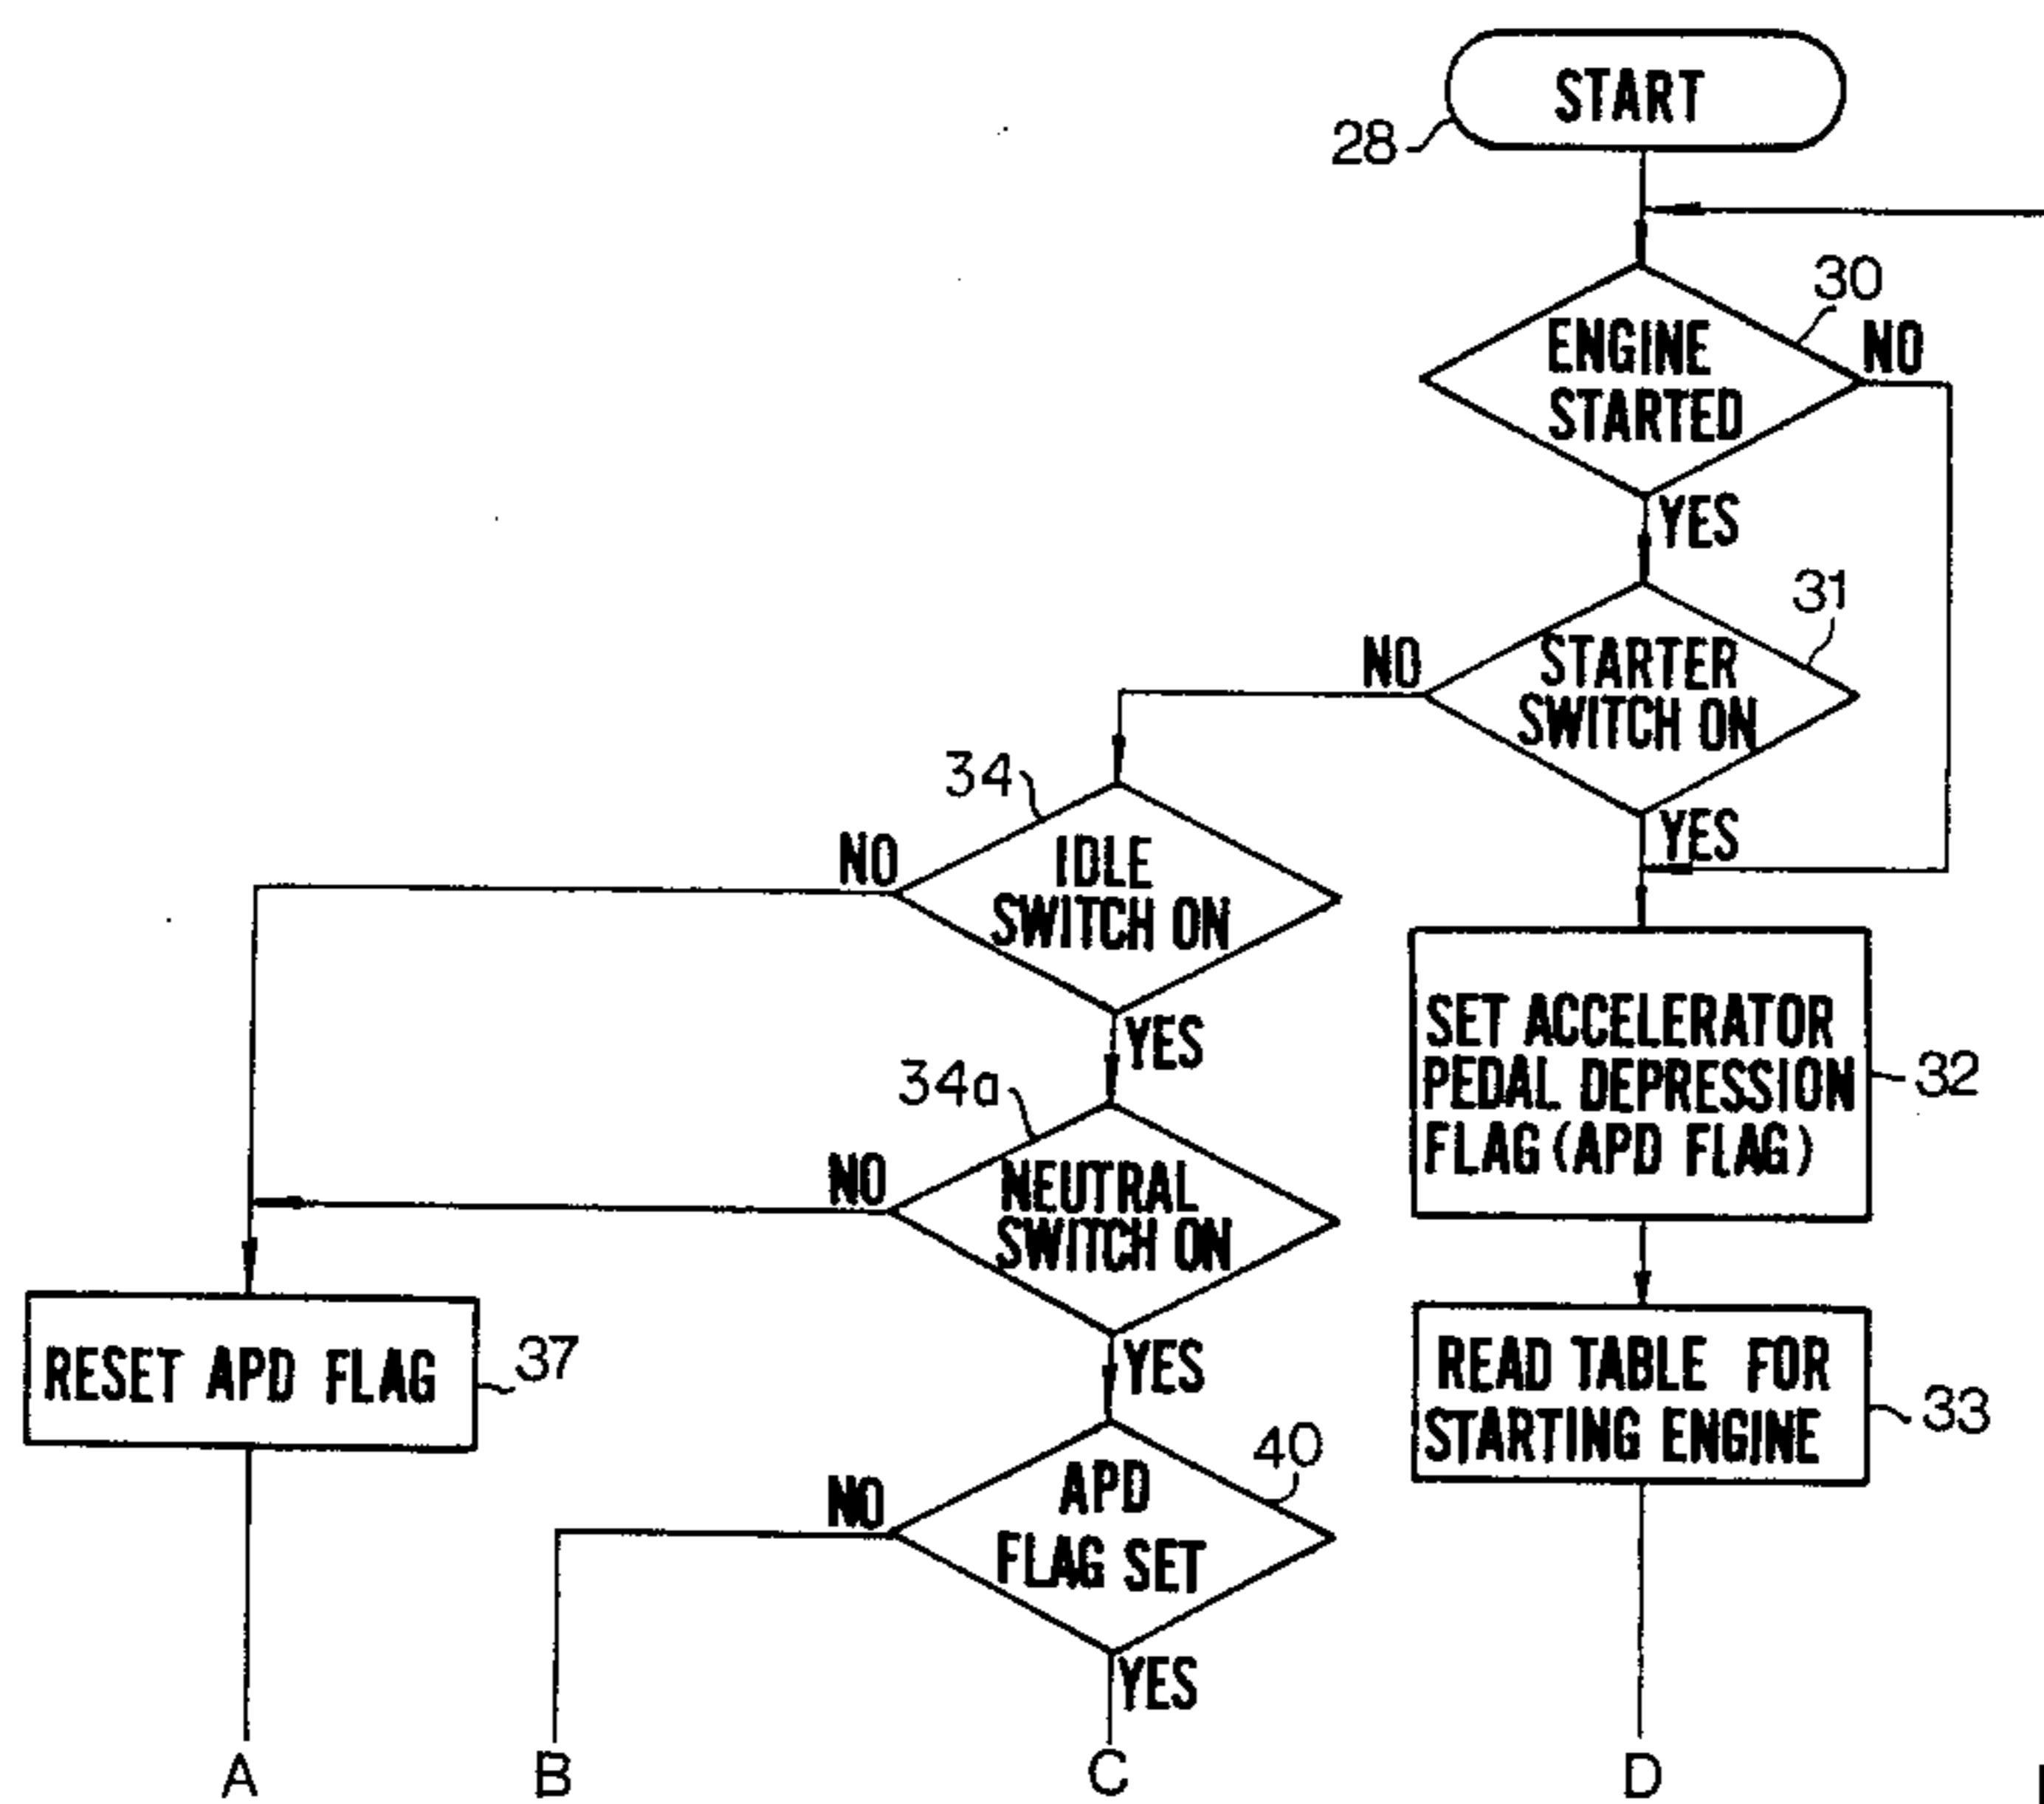 START
28
30
ENGINE
STARTED
NO
YES
31
STARTER
SWITCH ON
NO
YES
34
IDLE
SWITCH ON
NO
YES
34a
NEUTRAL
SWITCH ON
NO
YES
SET ACCELERATOR
PEDAL DEPRESSION
FLAG (APD FLAG)
32
RESET APD FLAG
37
READ TABLE FOR
STARTING ENGINE
33
40
APD
FLAG SET
NO
YES
A
B
C
D